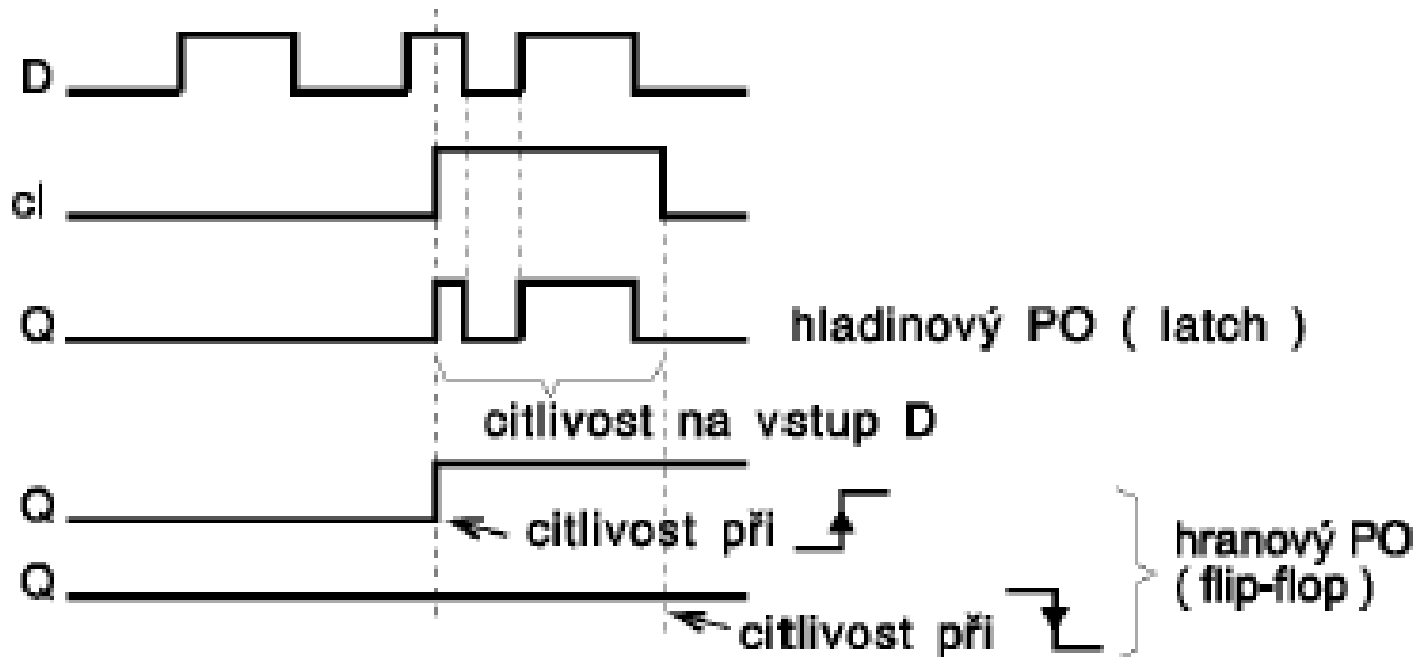 D
cl
Q
hladinový PO ( latch )
citlivost na vstup D
Q
citlivost při
hranový PO
( flip-flop )
Q
citlivost při